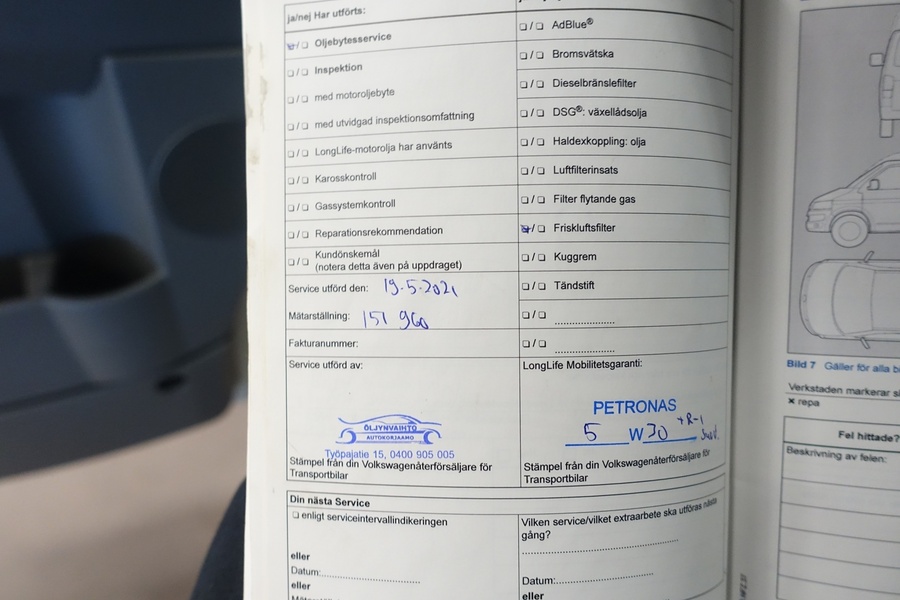 ja/nej Har utförts:
❏/❏ Oljebytesservice
❏/❏ Inspektion
❏/❏ med motoroljebyte
❏/❏ med utvidgad inspektionsomfattning
❏/❏ LongLife-motorolja har använts
❏/❏ Karosskontroll
❏/❏ Gassystemkontroll
❏/❏ Reparationsrekommendation
❏/❏ Kundönskemål
(notera detta även på uppdraget)
Service utförd den: 19.5.2021
Mätarställning: 151 960
Fakturanummer:
Service utförd av:
ÖLJYNVAIHTO
AUTOKORJAAMO
Työpajatie 15, 0400 905 005
Stämpel från din Volkswagenåterförsäljare för
Transportbilar
❏/❏ AdBlue®
❏/❏ Bromsvätska
❏/❏ Dieselbränslefilter
❏/❏ DSG®: växellådsolja
❏/❏ Haldexkoppling: olja
❏/❏ Luftfilterinsats
❏/❏ Filter flytande gas
❏/❏ Friskluftsfilter
❏/❏ Kuggrem
❏/❏ Tändstift
❏/❏ ....................
❏/❏ ....................
LongLife Mobilitetsgaranti:
PETRONAS
5 W30
Stämpel från din Volkswagenåterförsäljare för
Transportbilar
Din nästa Service
❏ enligt serviceintervallindikeringen
eller
Datum:..............................
eller
Vilken service/vilket extraarbete ska utföras nästa
gång?
Datum:..............................
eller
Bild 7 Gäller för alla
Verkstaden markerar
× repa
Fel hittade?
Beskrivning av felen: